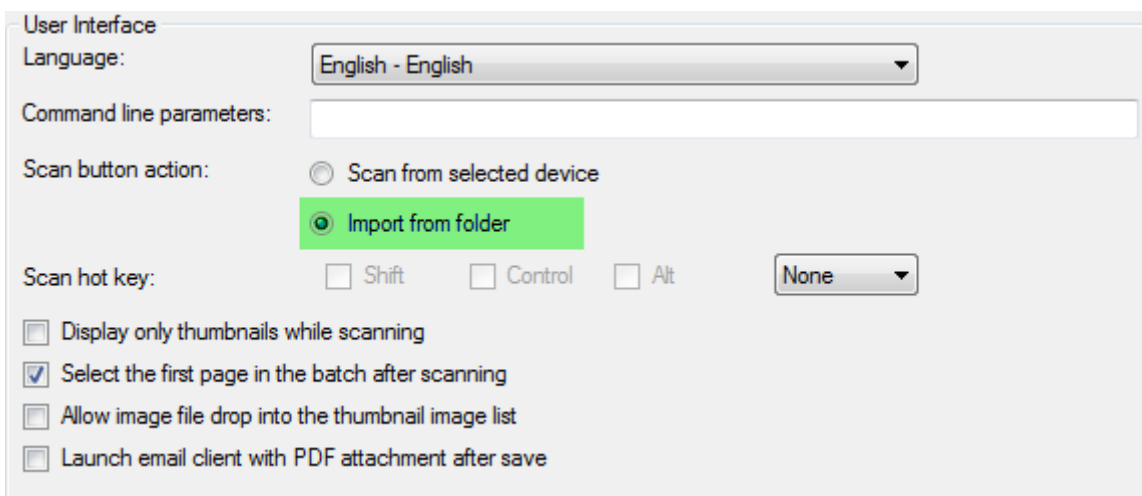 User Interface
Language: English - English
Command line parameters:
Scan button action: Scan from selected device
Import from folder
Scan hot key: Shift Control Alt None
Display only thumbnails while scanning
Select the first page in the batch after scanning
Allow image file drop into the thumbnail image list
Launch email client with PDF attachment after save